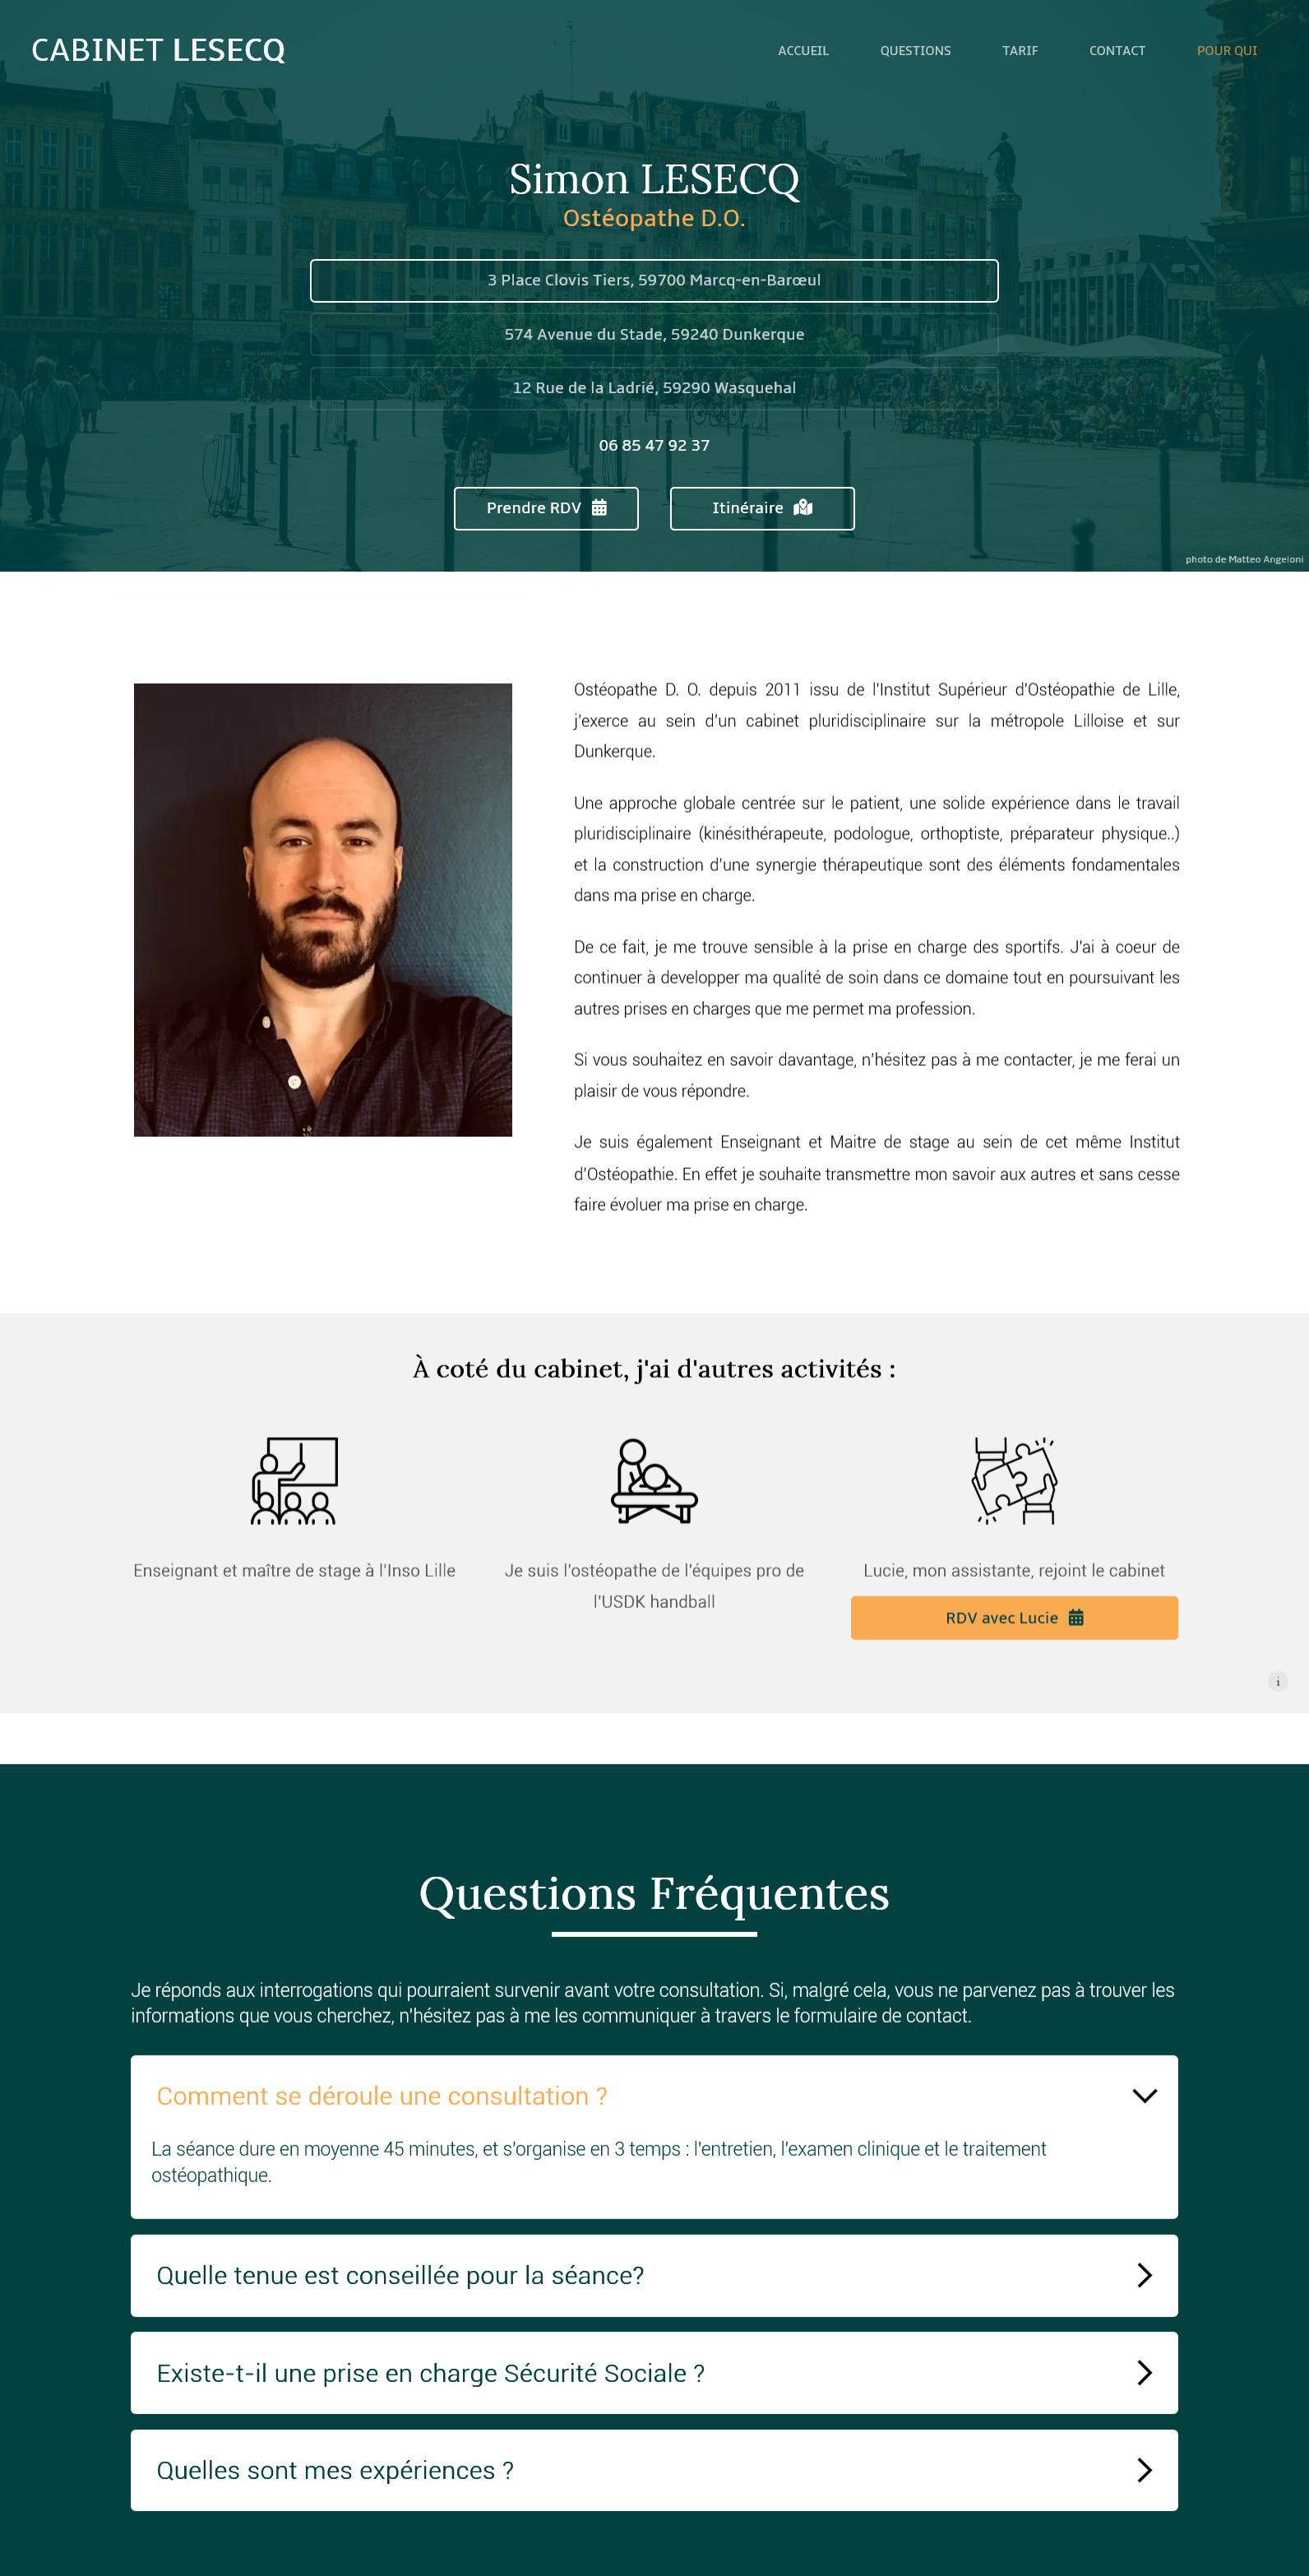 CABINET LESECQ
ACCUEIL QUESTIONS TARIF CONTACT POUR QUI
Simon LESECQ
Ostéopathe D.O.
3 Place Clovis Tiers, 59700 Marcq-en-Barœul
574 Avenue du Stade, 59240 Dunkerque
12 Rue de la Ladrié, 59290 Wasquehal
06 85 47 92 37
Prendre RDV Itinéraire
photo de Matteo Angeloni
Ostéopathe D. O. depuis 2011 issu de l'Institut Supérieur d'Ostéopathie de Lille,
j'exerce au sein d'un cabinet pluridisciplinaire sur la métropole Lilloise et sur
Dunkerque.
Une approche globale centrée sur le patient, une solide expérience dans le travail
pluridisciplinaire (kinésithérapeute, podologue, orthoptiste, préparateur physique..)
et la construction d'une synergie thérapeutique sont des éléments fondamentales
dans ma prise en charge.
De ce fait, je me trouve sensible à la prise en charge des sportifs. J'ai à coeur de
continuer à developper ma qualité de soin dans ce domaine tout en poursuivant les
autres prises en charges que me permet ma profession.
Si vous souhaitez en savoir davantage, n'hésitez pas à me contacter, je me ferai un
plaisir de vous répondre.
Je suis également Enseignant et Maitre de stage au sein de cet même Institut
d'Ostéopathie. En effet je souhaite transmettre mon savoir aux autres et sans cesse
faire évoluer ma prise en charge.
À coté du cabinet, j'ai d'autres activités :
Enseignant et maître de stage à l'Inso Lille
Je suis l'ostéopathe de l'équipes pro de
l'USDK handball
Lucie, mon assistante, rejoint le cabinet
RDV avec Lucie
i
Questions Fréquentes
Je réponds aux interrogations qui pourraient survenir avant votre consultation. Si, malgré cela, vous ne parvenez pas à trouver les
informations que vous cherchez, n'hésitez pas à me les communiquer à travers le formulaire de contact.
Comment se déroule une consultation ?
La séance dure en moyenne 45 minutes, et s'organise en 3 temps : l'entretien, l'examen clinique et le traitement
ostéopathique.
Quelle tenue est conseillée pour la séance?
Existe-t-il une prise en charge Sécurité Sociale ?
Quelles sont mes expériences ?